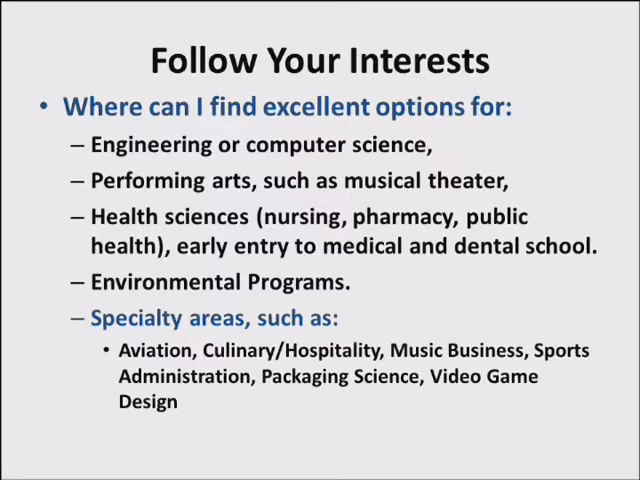 Follow Your Interests
• Where can I find excellent options for:
– Engineering or computer science,
– Performing arts, such as musical theater,
– Health sciences (nursing, pharmacy, public
health), early entry to medical and dental school.
– Environmental Programs.
– Specialty areas, such as:
• Aviation, Culinary/Hospitality, Music Business, Sports
Administration, Packaging Science, Video Game
Design